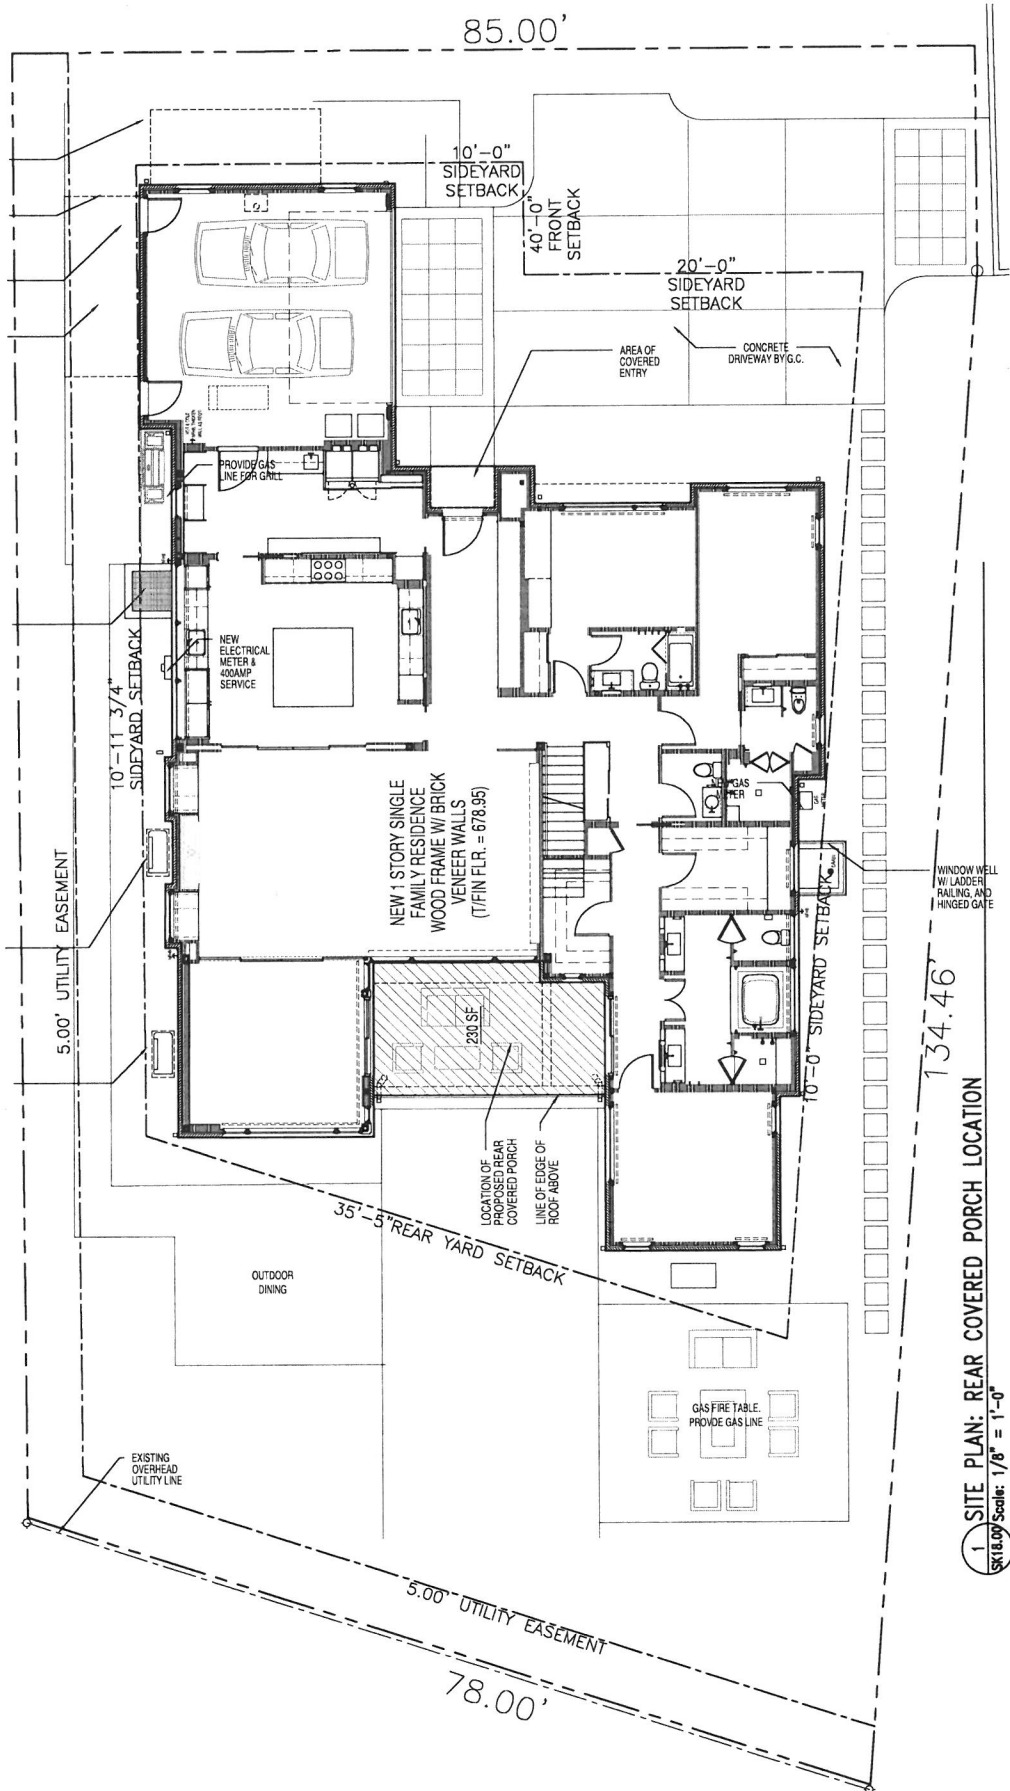 85.00'
10'-0"
SIDEYARD
SETBACK
40'-0"
FRONT
SETBACK
20'-0"
SIDEYARD
SETBACK
AREA OF
COVERED
ENTRY
CONCRETE
DRIVEWAY BY G.C.
PROVIDE GAS
LINE FOR GRILL
NEW
ELECTRICAL
METER &
400AMP
SERVICE
10'-11 3/4"
SIDEYARD SETBACK
5.00' UTILITY EASEMENT
NEW 1 STORY SINGLE
FAMILY RESIDENCE
WOOD FRAME W/ BRICK
VENEER WALLS
(T/FIN FLR. = 678.95)
NEW GAS
METER
WINDOW WELL
W/ LADDER,
RAILING, AND
HINGED GATE
10'-0" SIDEYARD SETBACK
134.46'
230 SF
LOCATION OF
PROPOSED REAR
COVERED PORCH
LINE OF EDGE OF
ROOF ABOVE
35'-5" REAR YARD SETBACK
OUTDOOR
DINING
GAS FIRE TABLE.
PROVDE GAS LINE
EXISTING
OVERHEAD
UTILITY LINE
5.00' UTILITY EASEMENT
78.00'
1
SK18.00
SITE PLAN: REAR COVERED PORCH LOCATION
Scale: 1/8" = 1'-0"